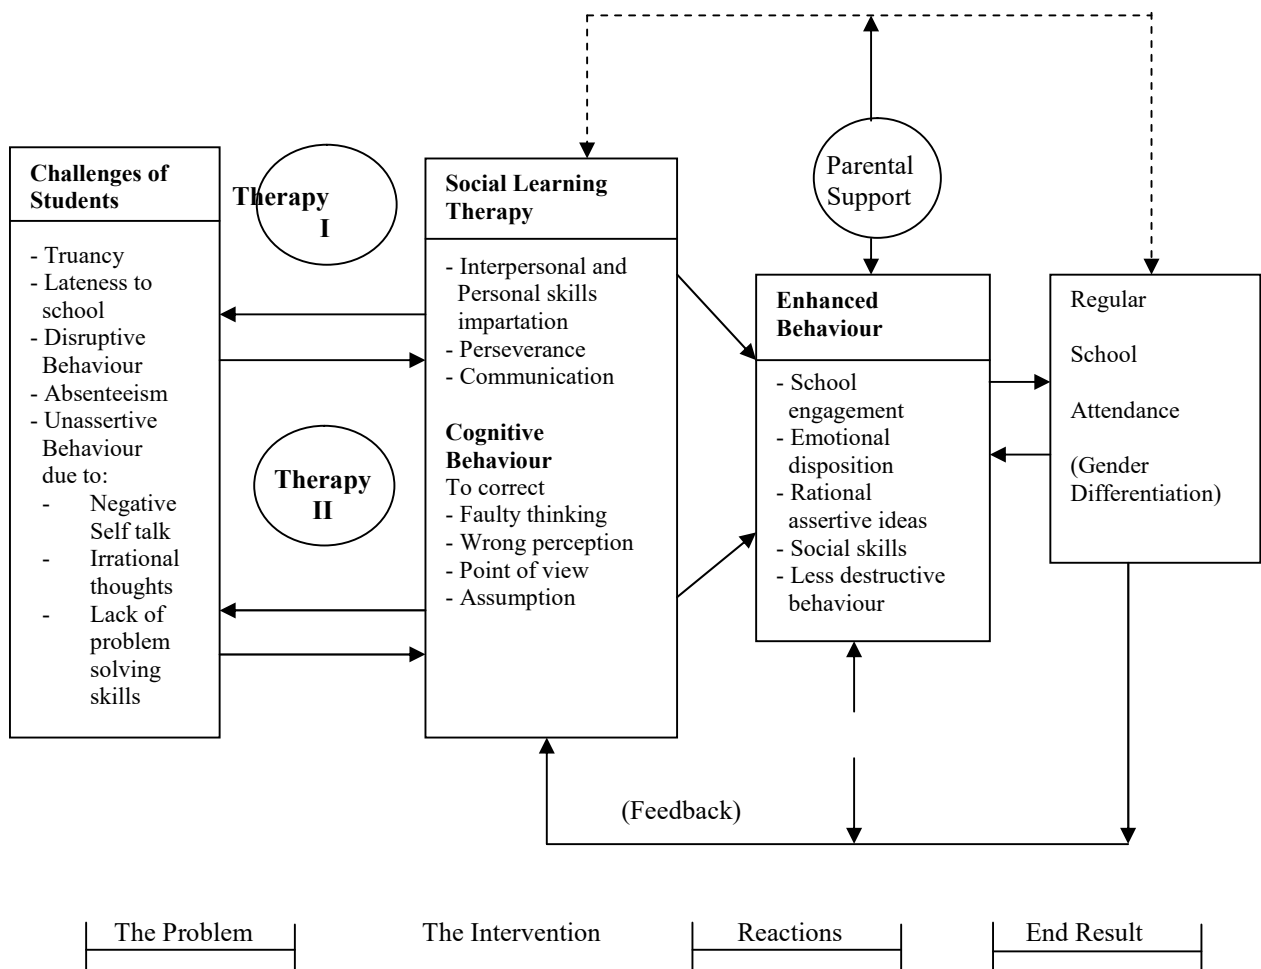 Challenges of
Students
- Truancy
- Lateness to
school
- Disruptive
Behaviour
- Absenteeism
- Unassertive
Behaviour
due to:
- Negative
Self talk
- Irrational
thoughts
- Lack of
problem
solving
skills
Therapy
I
Therapy
II
Social Learning
Therapy
- Interpersonal and
Personal skills
impartation
- Perseverance
- Communication
Cognitive
Behaviour
To correct
- Faulty thinking
- Wrong perception
- Point of view
- Assumption
Parental
Support
Enhanced
Behaviour
- School
engagement
- Emotional
disposition
- Rational
assertive ideas
- Social skills
- Less destructive
behaviour
Regular
School
Attendance
(Gender
Differentiation)
(Feedback)
The Problem
The Intervention
Reactions
End Result